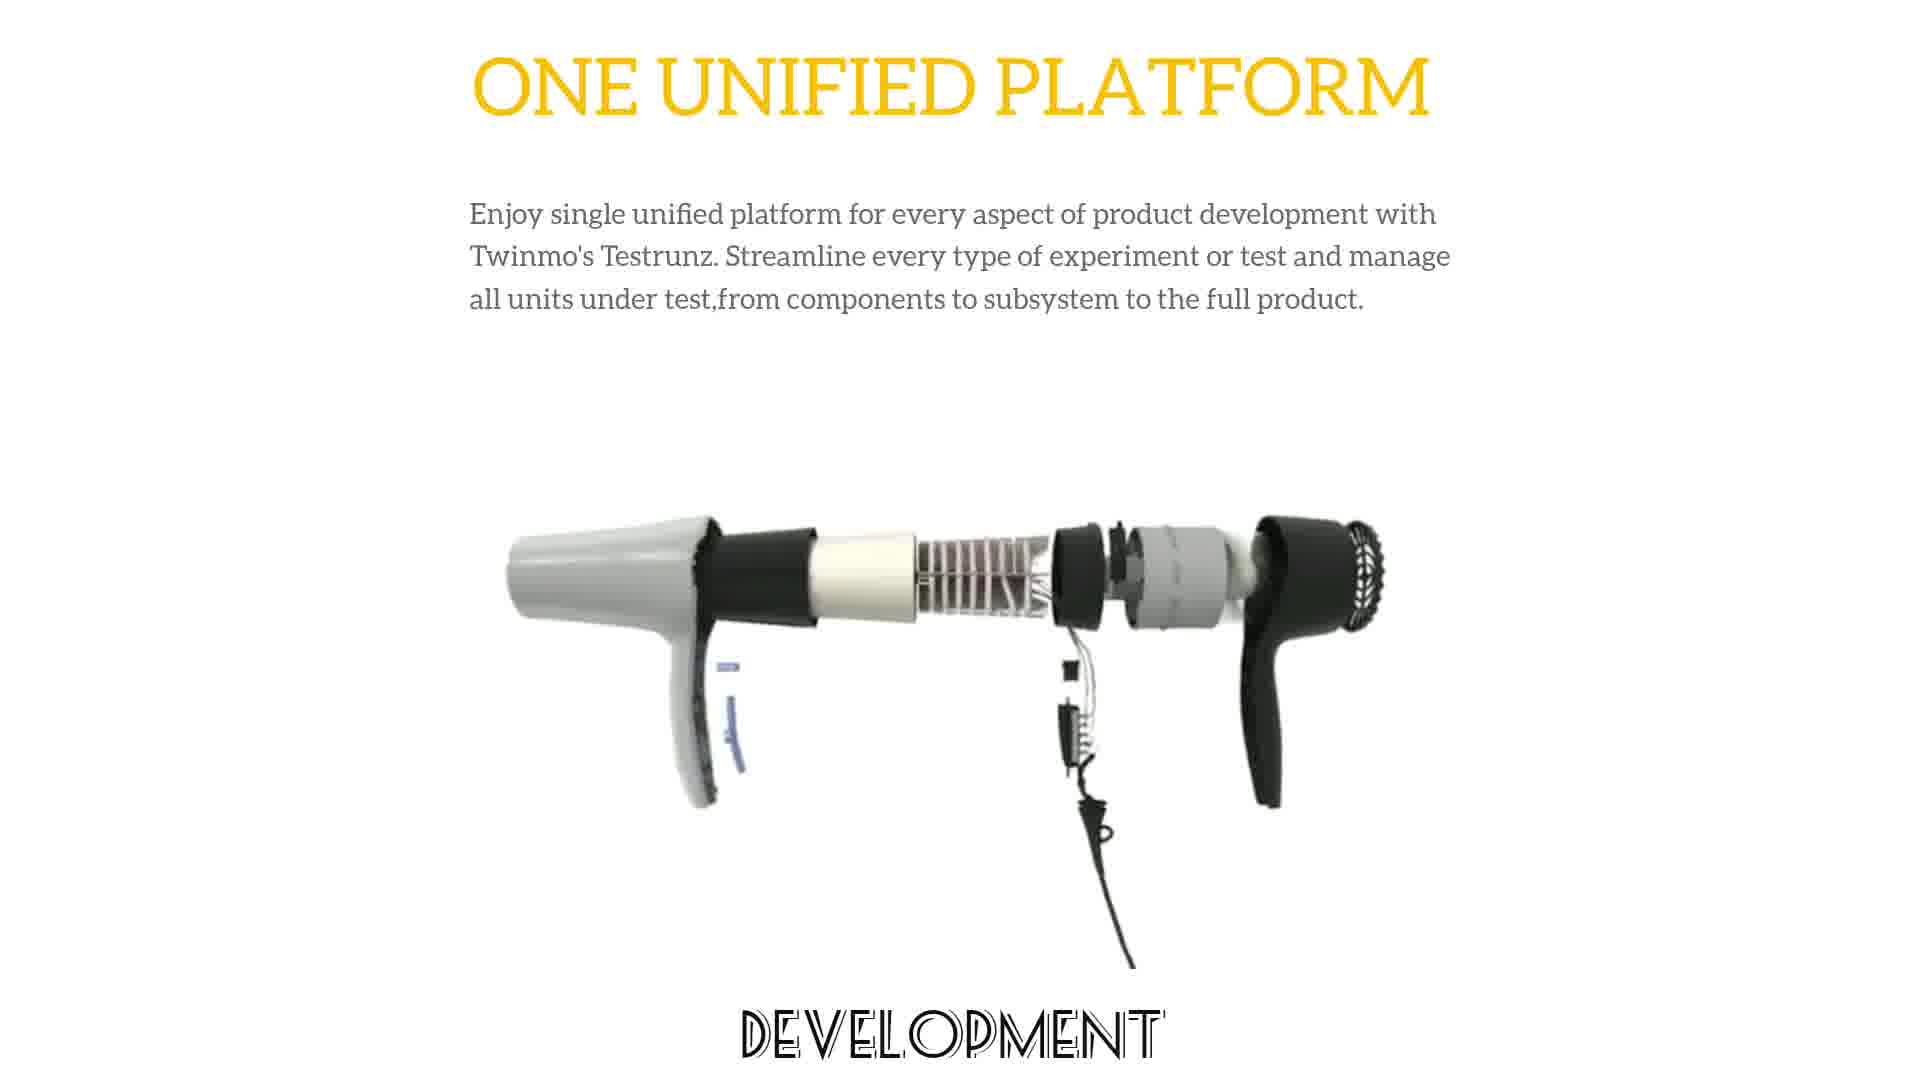 ONE UNIFIED PLATFORM
Enjoy single unified platform for every aspect of product development with
Twinmo's Testrunz. Streamline every type of experiment or test and manage
all units under test,from components to subsystem to the full product.
DEVELOPMENT